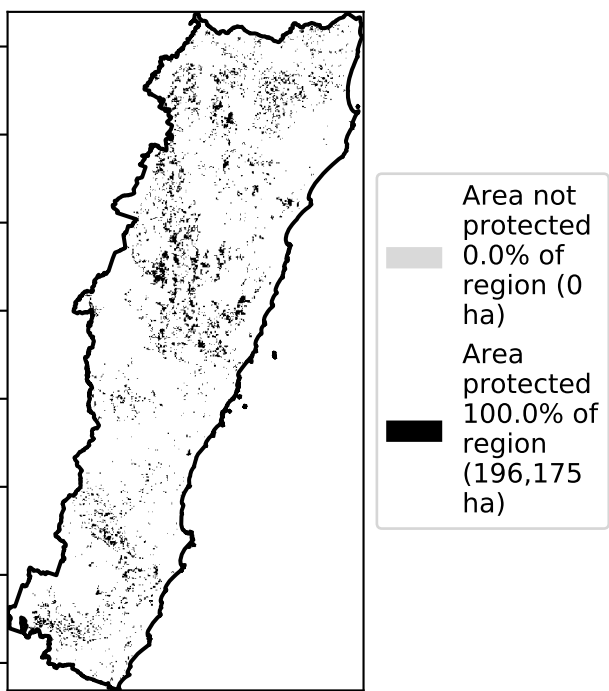 Area not
protected
0.0% of
region (0
ha)
Area
protected
100.0% of
region
(196,175
ha)